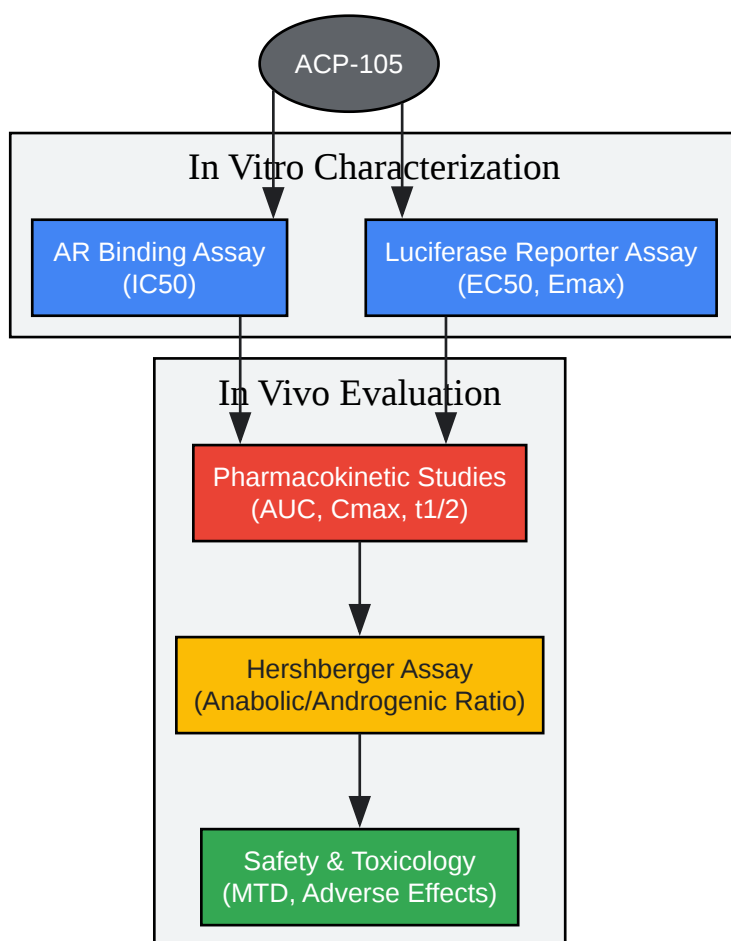 ACP-105
In Vitro Characterization
AR Binding Assay
(IC50)
Luciferase Reporter Assay
(EC50, Emax)
In Vivo Evaluation
Pharmacokinetic Studies
(AUC, Cmax, t1/2)
Hershberger Assay
(Anabolic/Androgenic Ratio)
Safety & Toxicology
(MTD, Adverse Effects)